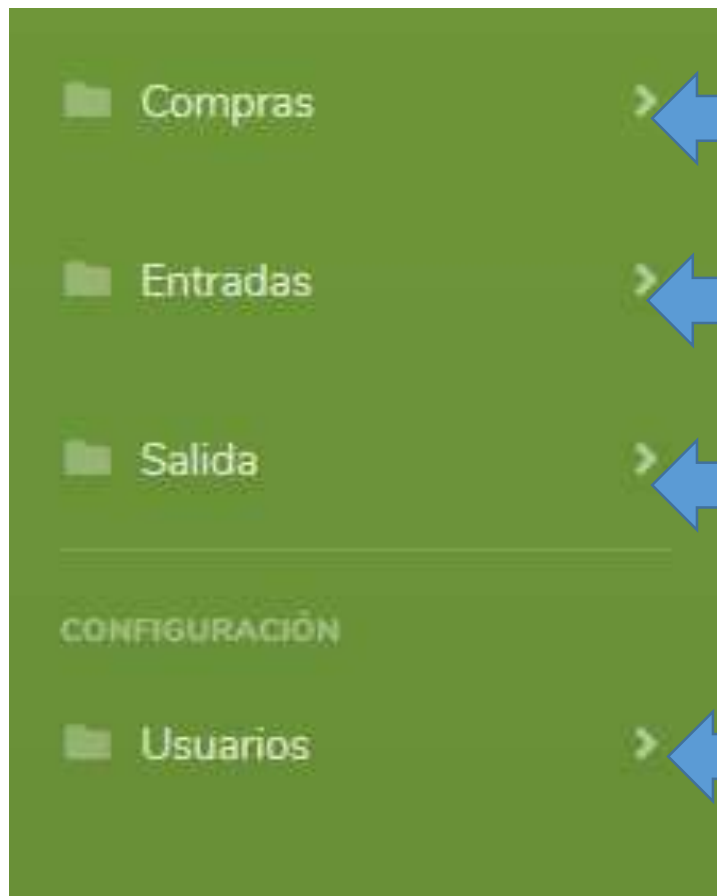 Compras
Entradas
Salida
CONFIGURACIÓN
Usuarios